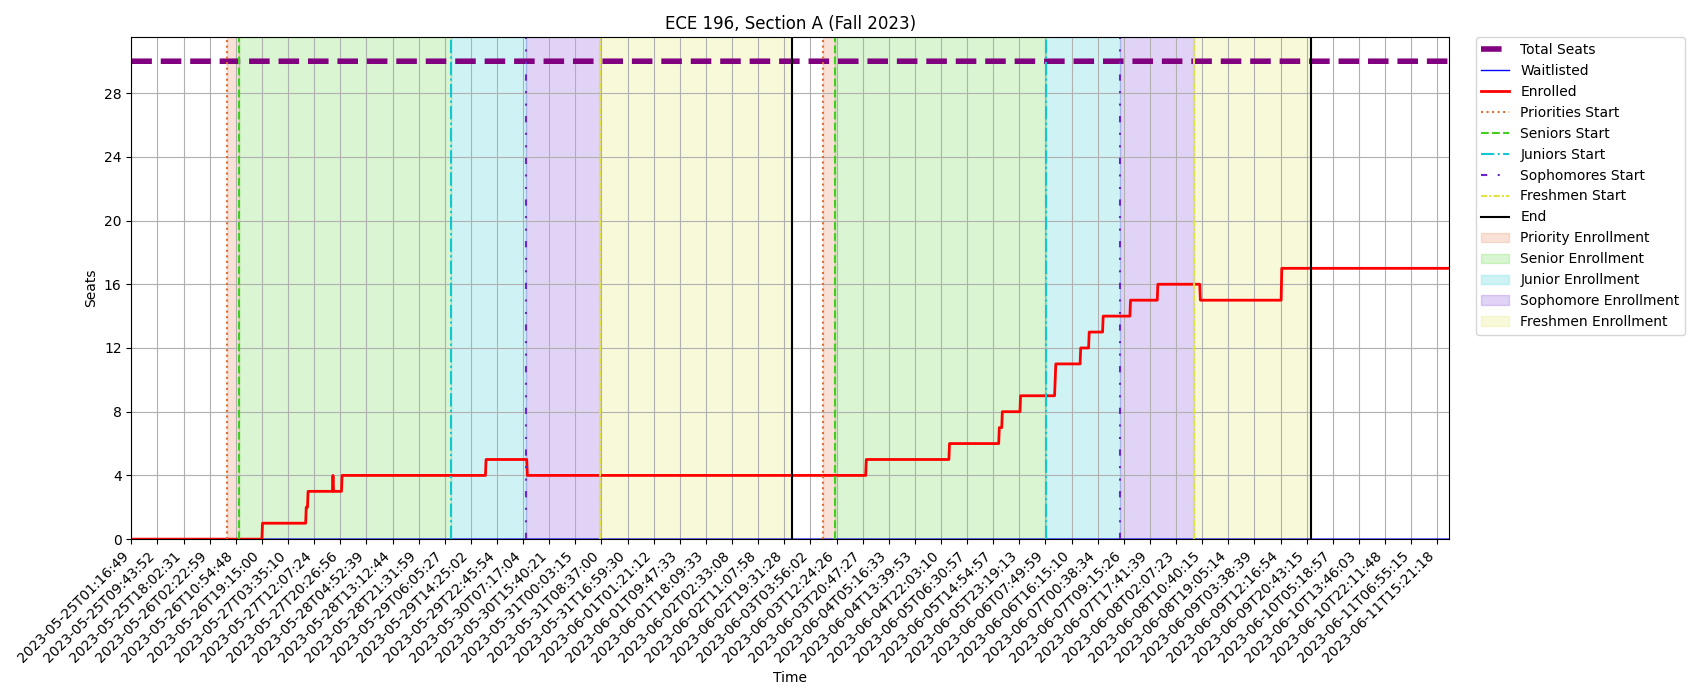 ECE 196, Section A (Fall 2023)
Seats
28
24
20
16
12
8
4
0
2023-05-25T01:16:49
2023-05-25T09:43:52
2023-05-25T18:02:31
2023-05-26T02:22:59
2023-05-26T10:54:48
2023-05-26T19:15:00
2023-05-27T03:35:10
2023-05-27T12:07:24
2023-05-27T20:26:56
2023-05-28T04:52:39
2023-05-28T13:12:44
2023-05-28T21:31:59
2023-05-29T06:05:27
2023-05-29T14:25:02
2023-05-29T22:45:54
2023-05-30T07:17:04
2023-05-30T15:40:21
2023-05-31T00:03:15
2023-05-31T08:37:00
2023-05-31T16:59:30
2023-06-01T01:21:12
2023-06-01T09:47:33
2023-06-01T18:09:33
2023-06-02T02:33:08
2023-06-02T11:07:58
2023-06-02T19:31:28
2023-06-03T03:56:02
2023-06-03T12:24:26
2023-06-03T20:47:27
2023-06-04T05:16:33
2023-06-04T13:39:53
2023-06-04T22:03:10
2023-06-05T06:30:57
2023-06-05T14:54:57
2023-06-05T23:19:13
2023-06-06T07:49:59
2023-06-06T16:15:10
2023-06-07T00:38:34
2023-06-07T09:15:26
2023-06-07T17:41:39
2023-06-08T02:07:23
2023-06-08T10:40:15
2023-06-08T19:05:14
2023-06-09T03:38:39
2023-06-09T12:16:54
2023-06-09T20:43:15
2023-06-10T05:18:57
2023-06-10T13:46:03
2023-06-10T22:11:48
2023-06-11T06:55:15
2023-06-11T15:21:18
Time
Total Seats
Waitlisted
Enrolled
Priorities Start
Seniors Start
Juniors Start
Sophomores Start
Freshmen Start
End
Priority Enrollment
Senior Enrollment
Junior Enrollment
Sophomore Enrollment
Freshmen Enrollment